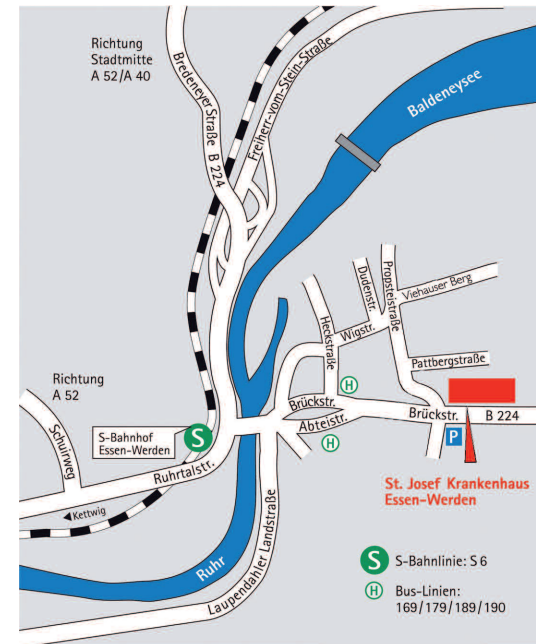 Richtung
Stadtmitte
A 52/A 40
Bredeneyer
Straße B 224
Freiherr-vom-Stein-Straße
Baldeneysee
Heckstraße
Wigstr.
Dudenstr.
Propsteistraße
Viehauser Berg
Pattbergstraße
Richtung
A 52
Schuirweg
S-Bahnhof
Essen-Werden
S
Ruhrtalstr.
Kettwig
Brückstr.
H
Abteistr.
H
Brückstr. B 224
P
St. Josef Krankenhaus
Essen-Werden
Ruhr
Laupendahler Landstraße
S S-Bahnlinie: S 6
H Bus-Linien:
169/179/189/190